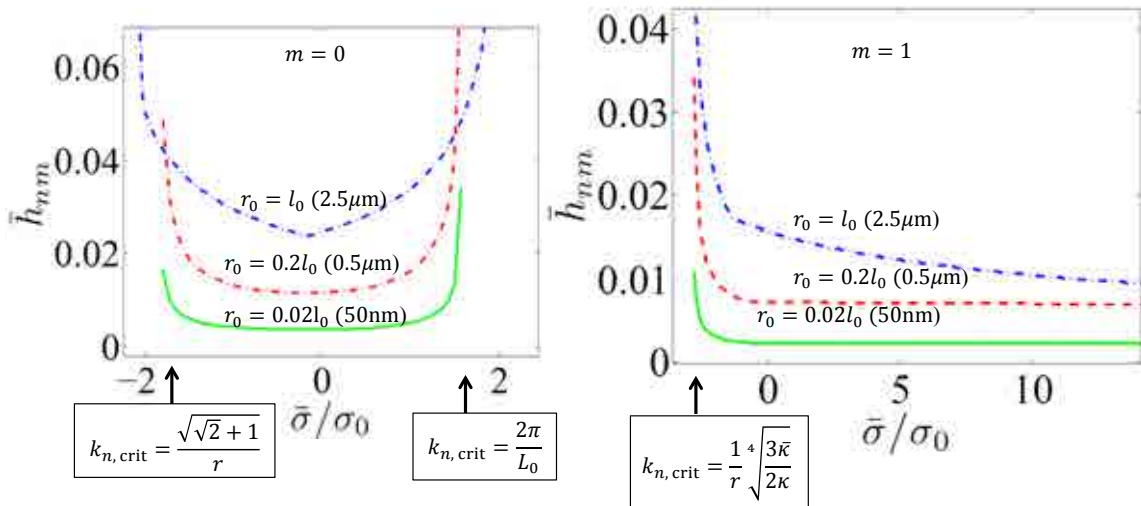 m = 0
h̄ₙₘ
0.06
0.04
0.02
0
r₀ = l₀ (2.5μm)
r₀ = 0.2l₀ (0.5μm)
r₀ = 0.02l₀ (50nm)
−2
0
2
σ̄/σ₀
kₙ, crit = √(√2 + 1) / r
kₙ, crit = 2π / L₀
m = 1
h̄ₙₘ
0.04
0.03
0.02
0.01
0
r₀ = l₀ (2.5μm)
r₀ = 0.2l₀ (0.5μm)
r₀ = 0.02l₀ (50nm)
0
5
10
σ̄/σ₀
kₙ, crit = 1/r ∜(3κ̄ / 2κ)